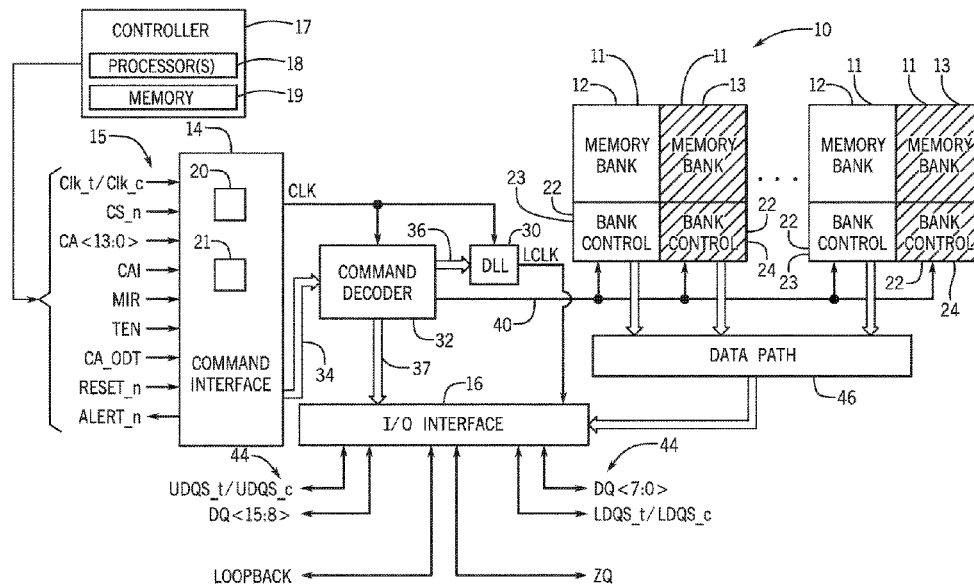 CONTROLLER
PROCESSOR(S)
MEMORY
17
18
19
10
11
11
12
13
12
11
11
13
MEMORY BANK
MEMORY BANK
MEMORY BANK
MEMORY BANK
. . .
23
22
BANK CONTROL
BANK CONTROL
22
24
22
23
BANK CONTROL
BANK CONTROL
22
24
15
14
20
21
Clk_t/Clk_c
CS_n
CA<13:0>
CAI
MIR
TEN
CA_ODT
RESET_n
ALERT_n
COMMAND INTERFACE
CLK
30
36
DLL
LCLK
COMMAND DECODER
32
34
37
40
DATA PATH
46
16
I/O INTERFACE
44
44
UDQS_t/UDQS_c
DQ<15:8>
DQ<7:0>
LDQS_t/LDQS_c
LOOPBACK
ZQ